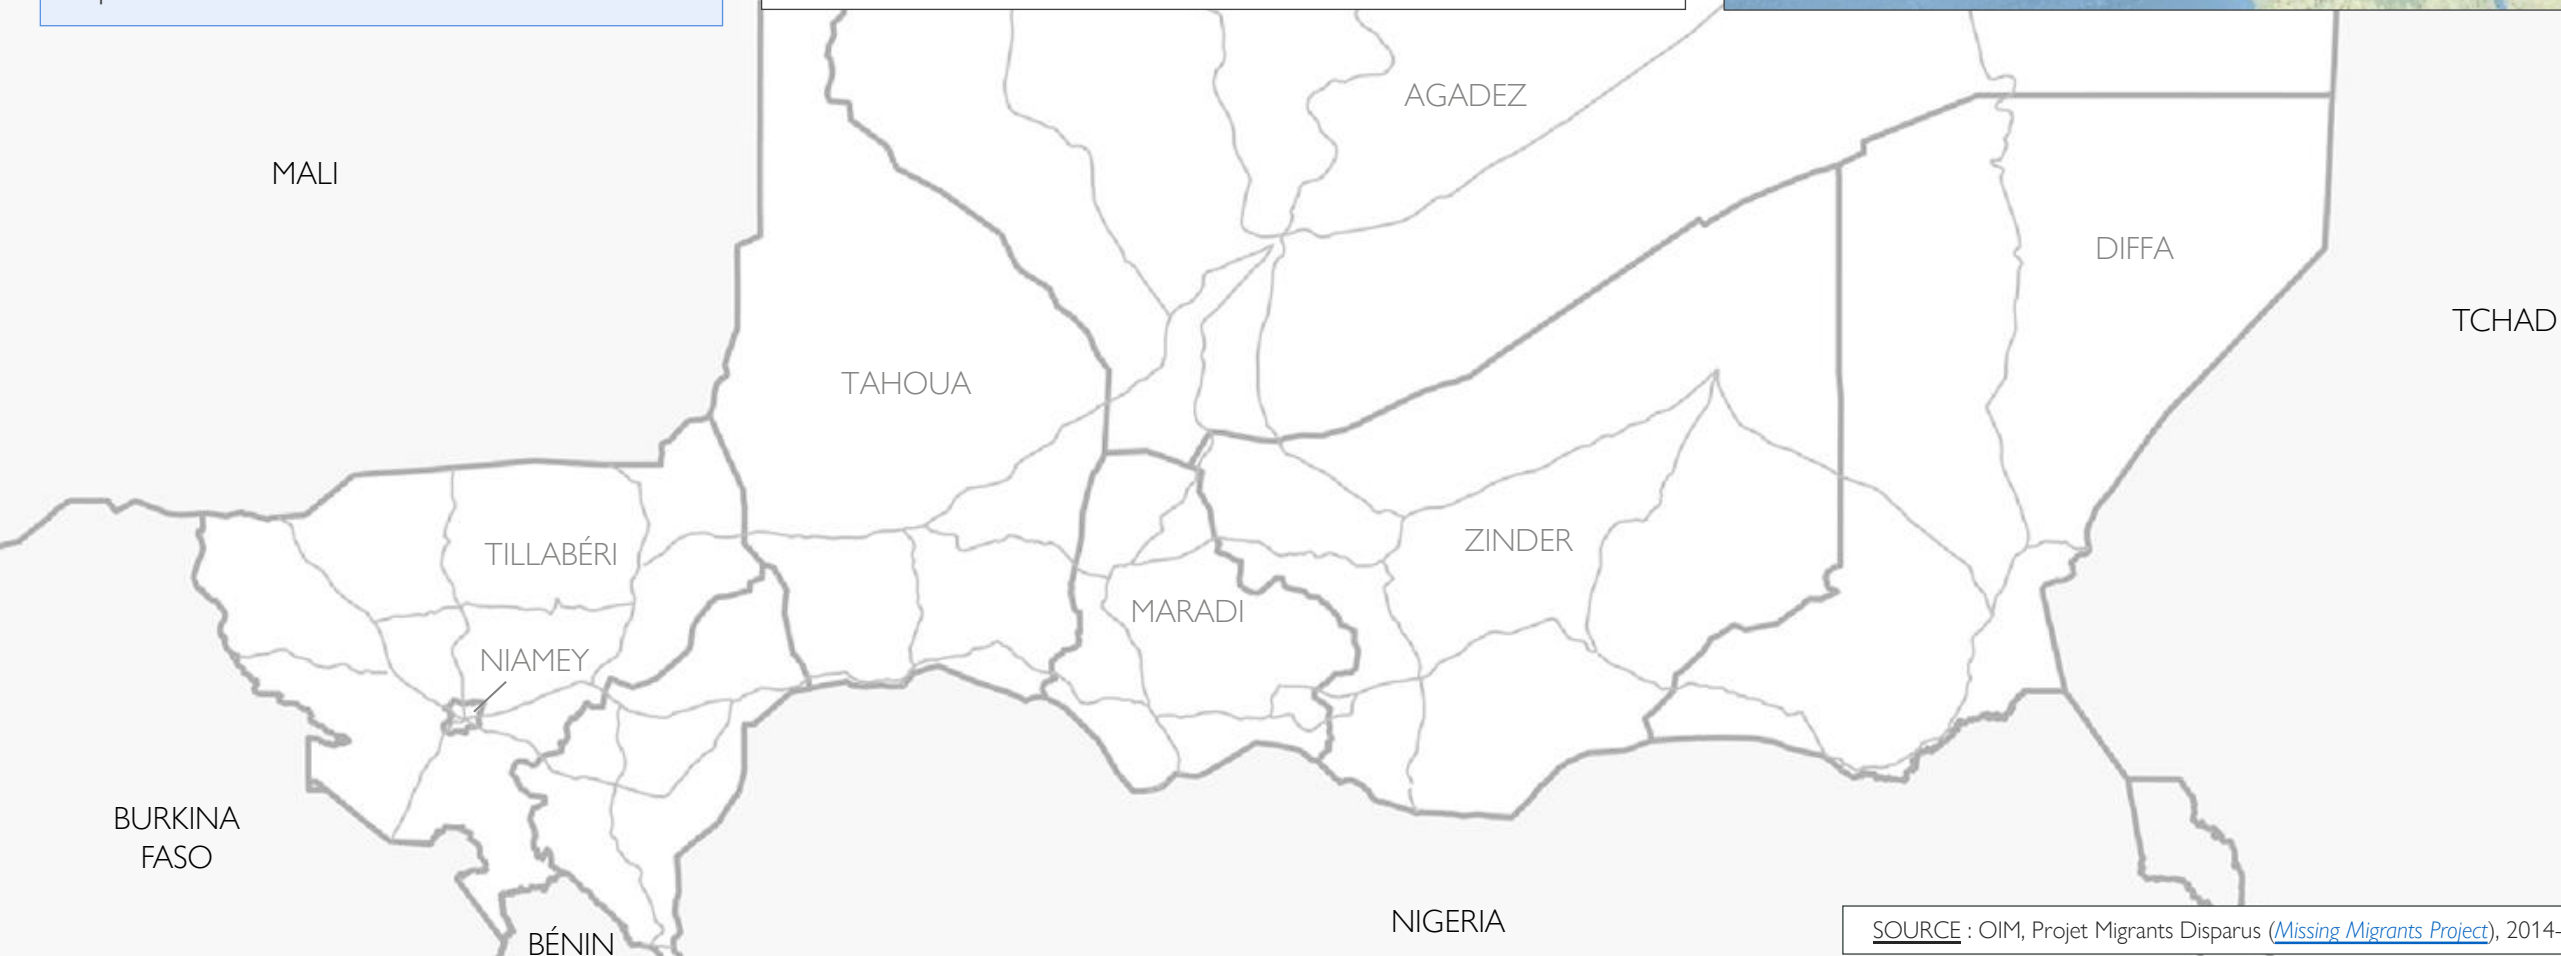 AGADEZ
MALI
DIFFA
TCHAD
TAHOUA
ZINDER
TILLABÉRI
MARADI
NIAMEY
BURKINA
FASO
NIGERIA
BÉNIN
SOURCE : OIM, Projet Migrants Disparus (Missing Migrants Project), 2014-